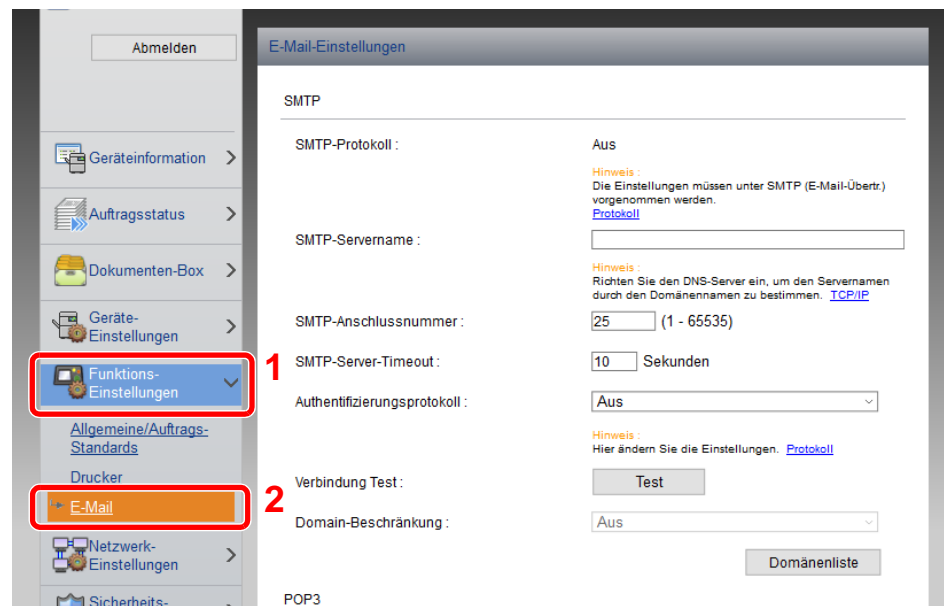 Abmelden
Geräteinformation
Auftragsstatus
Dokumenten-Box
Geräte-
Einstellungen
1
Funktions-
Einstellungen
Allgemeine/Auftrags-
Standards
Drucker
2
E-Mail
Netzwerk-
Einstellungen
Sicherheits-
E-Mail-Einstellungen
SMTP
SMTP-Protokoll : Aus
Hinweis :
Die Einstellungen müssen unter SMTP (E-Mail-Übertr.)
vorgenommen werden.
Protokoll
SMTP-Servername :
Hinweis :
Richten Sie den DNS-Server ein, um den Servernamen
durch den Domänennamen zu bestimmen. TCP/IP
SMTP-Anschlussnummer : 25 (1 - 65535)
SMTP-Server-Timeout : 10 Sekunden
Authentifizierungsprotokoll : Aus
Hinweis :
Hier ändern Sie die Einstellungen. Protokoll
Verbindung Test : Test
Domain-Beschränkung : Aus
Domänenliste
POP3